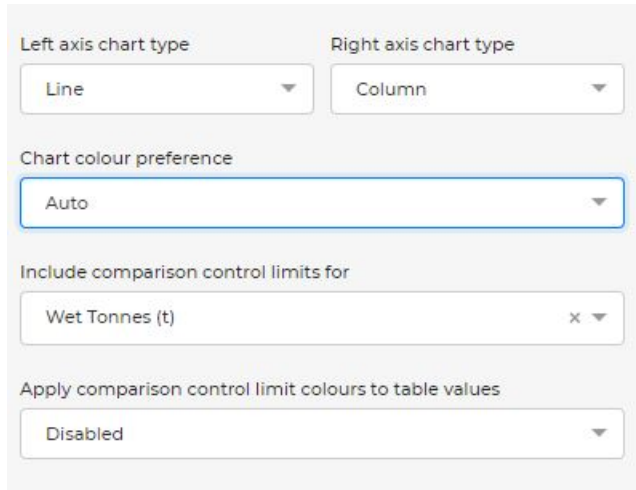 Left axis chart type
Right axis chart type
Line
Column
Chart colour preference
Auto
Include comparison control limits for
Wet Tonnes (t)
Apply comparison control limit colours to table values
Disabled